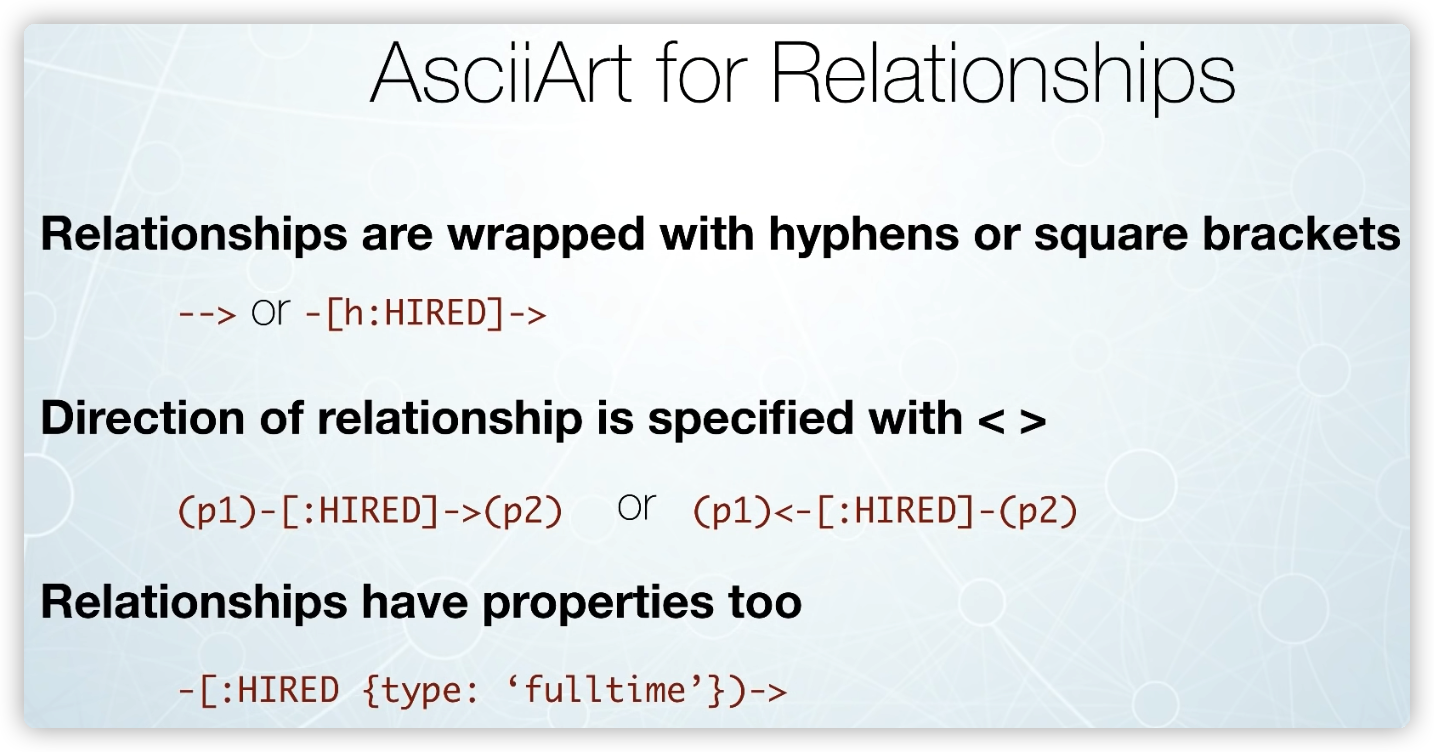 AsciiArt for Relationships
Relationships are wrapped with hyphens or square brackets
--> or -[h:HIRED]->
Direction of relationship is specified with < >
(p1)-[:HIRED]->(p2) or (p1)<-[:HIRED]-(p2)
Relationships have properties too
-[:HIRED {type: ‘fulltime’})->